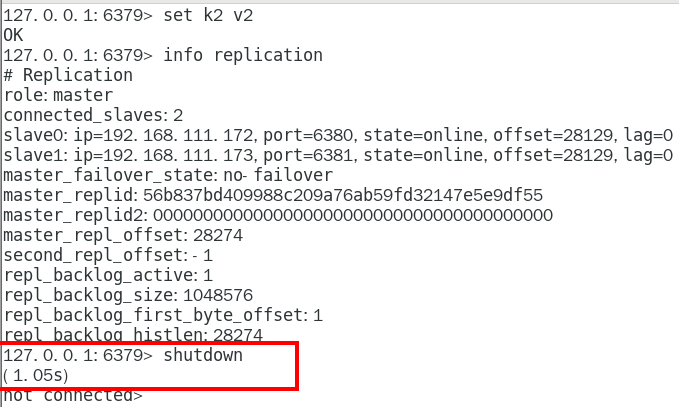 127.0.0.1:6379> set k2 v2
OK
127.0.0.1:6379> info replication
# Replication
role:master
connected_slaves:2
slave0:ip=192.168.111.172,port=6380,state=online,offset=28129,lag=0
slave1:ip=192.168.111.173,port=6381,state=online,offset=28129,lag=0
master_failover_state:no-failover
master_replid:56b837bd409988c209a76ab59fd32147e5e9df55
master_replid2:0000000000000000000000000000000000000000
master_repl_offset:28274
second_repl_offset:-1
repl_backlog_active:1
repl_backlog_size:1048576
repl_backlog_first_byte_offset:1
repl_backlog_histlen:28274
127.0.0.1:6379> shutdown
(1.05s)
not connected>